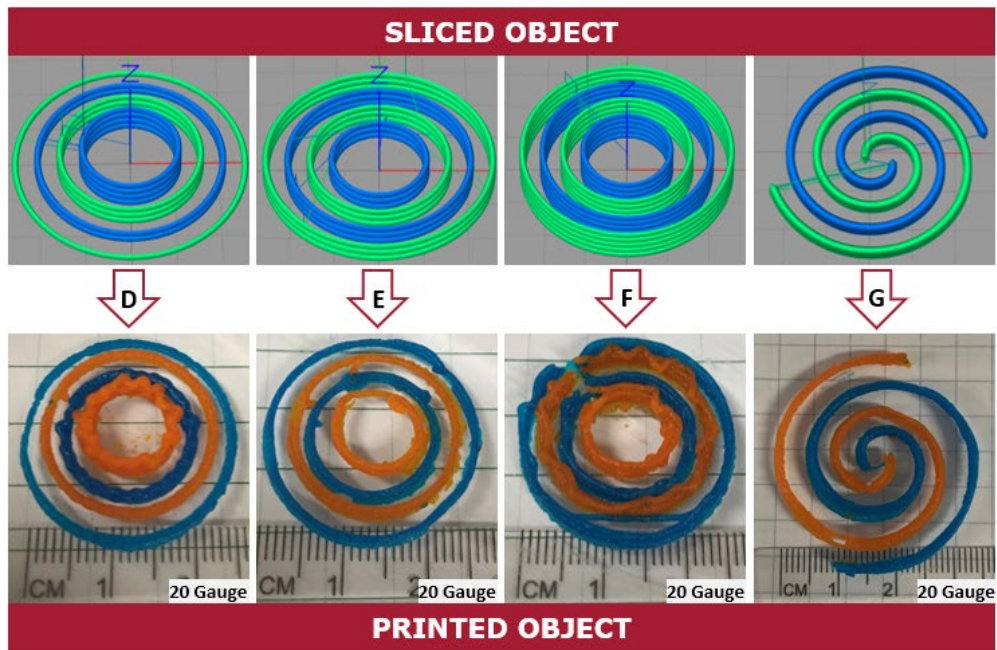 SLICED OBJECT
Z
Z
Z
D
E
F
G
CM 1
20 Gauge
CM 1
20 Gauge
CM 1
20 Gauge
CM 1 2
20 Gauge
PRINTED OBJECT